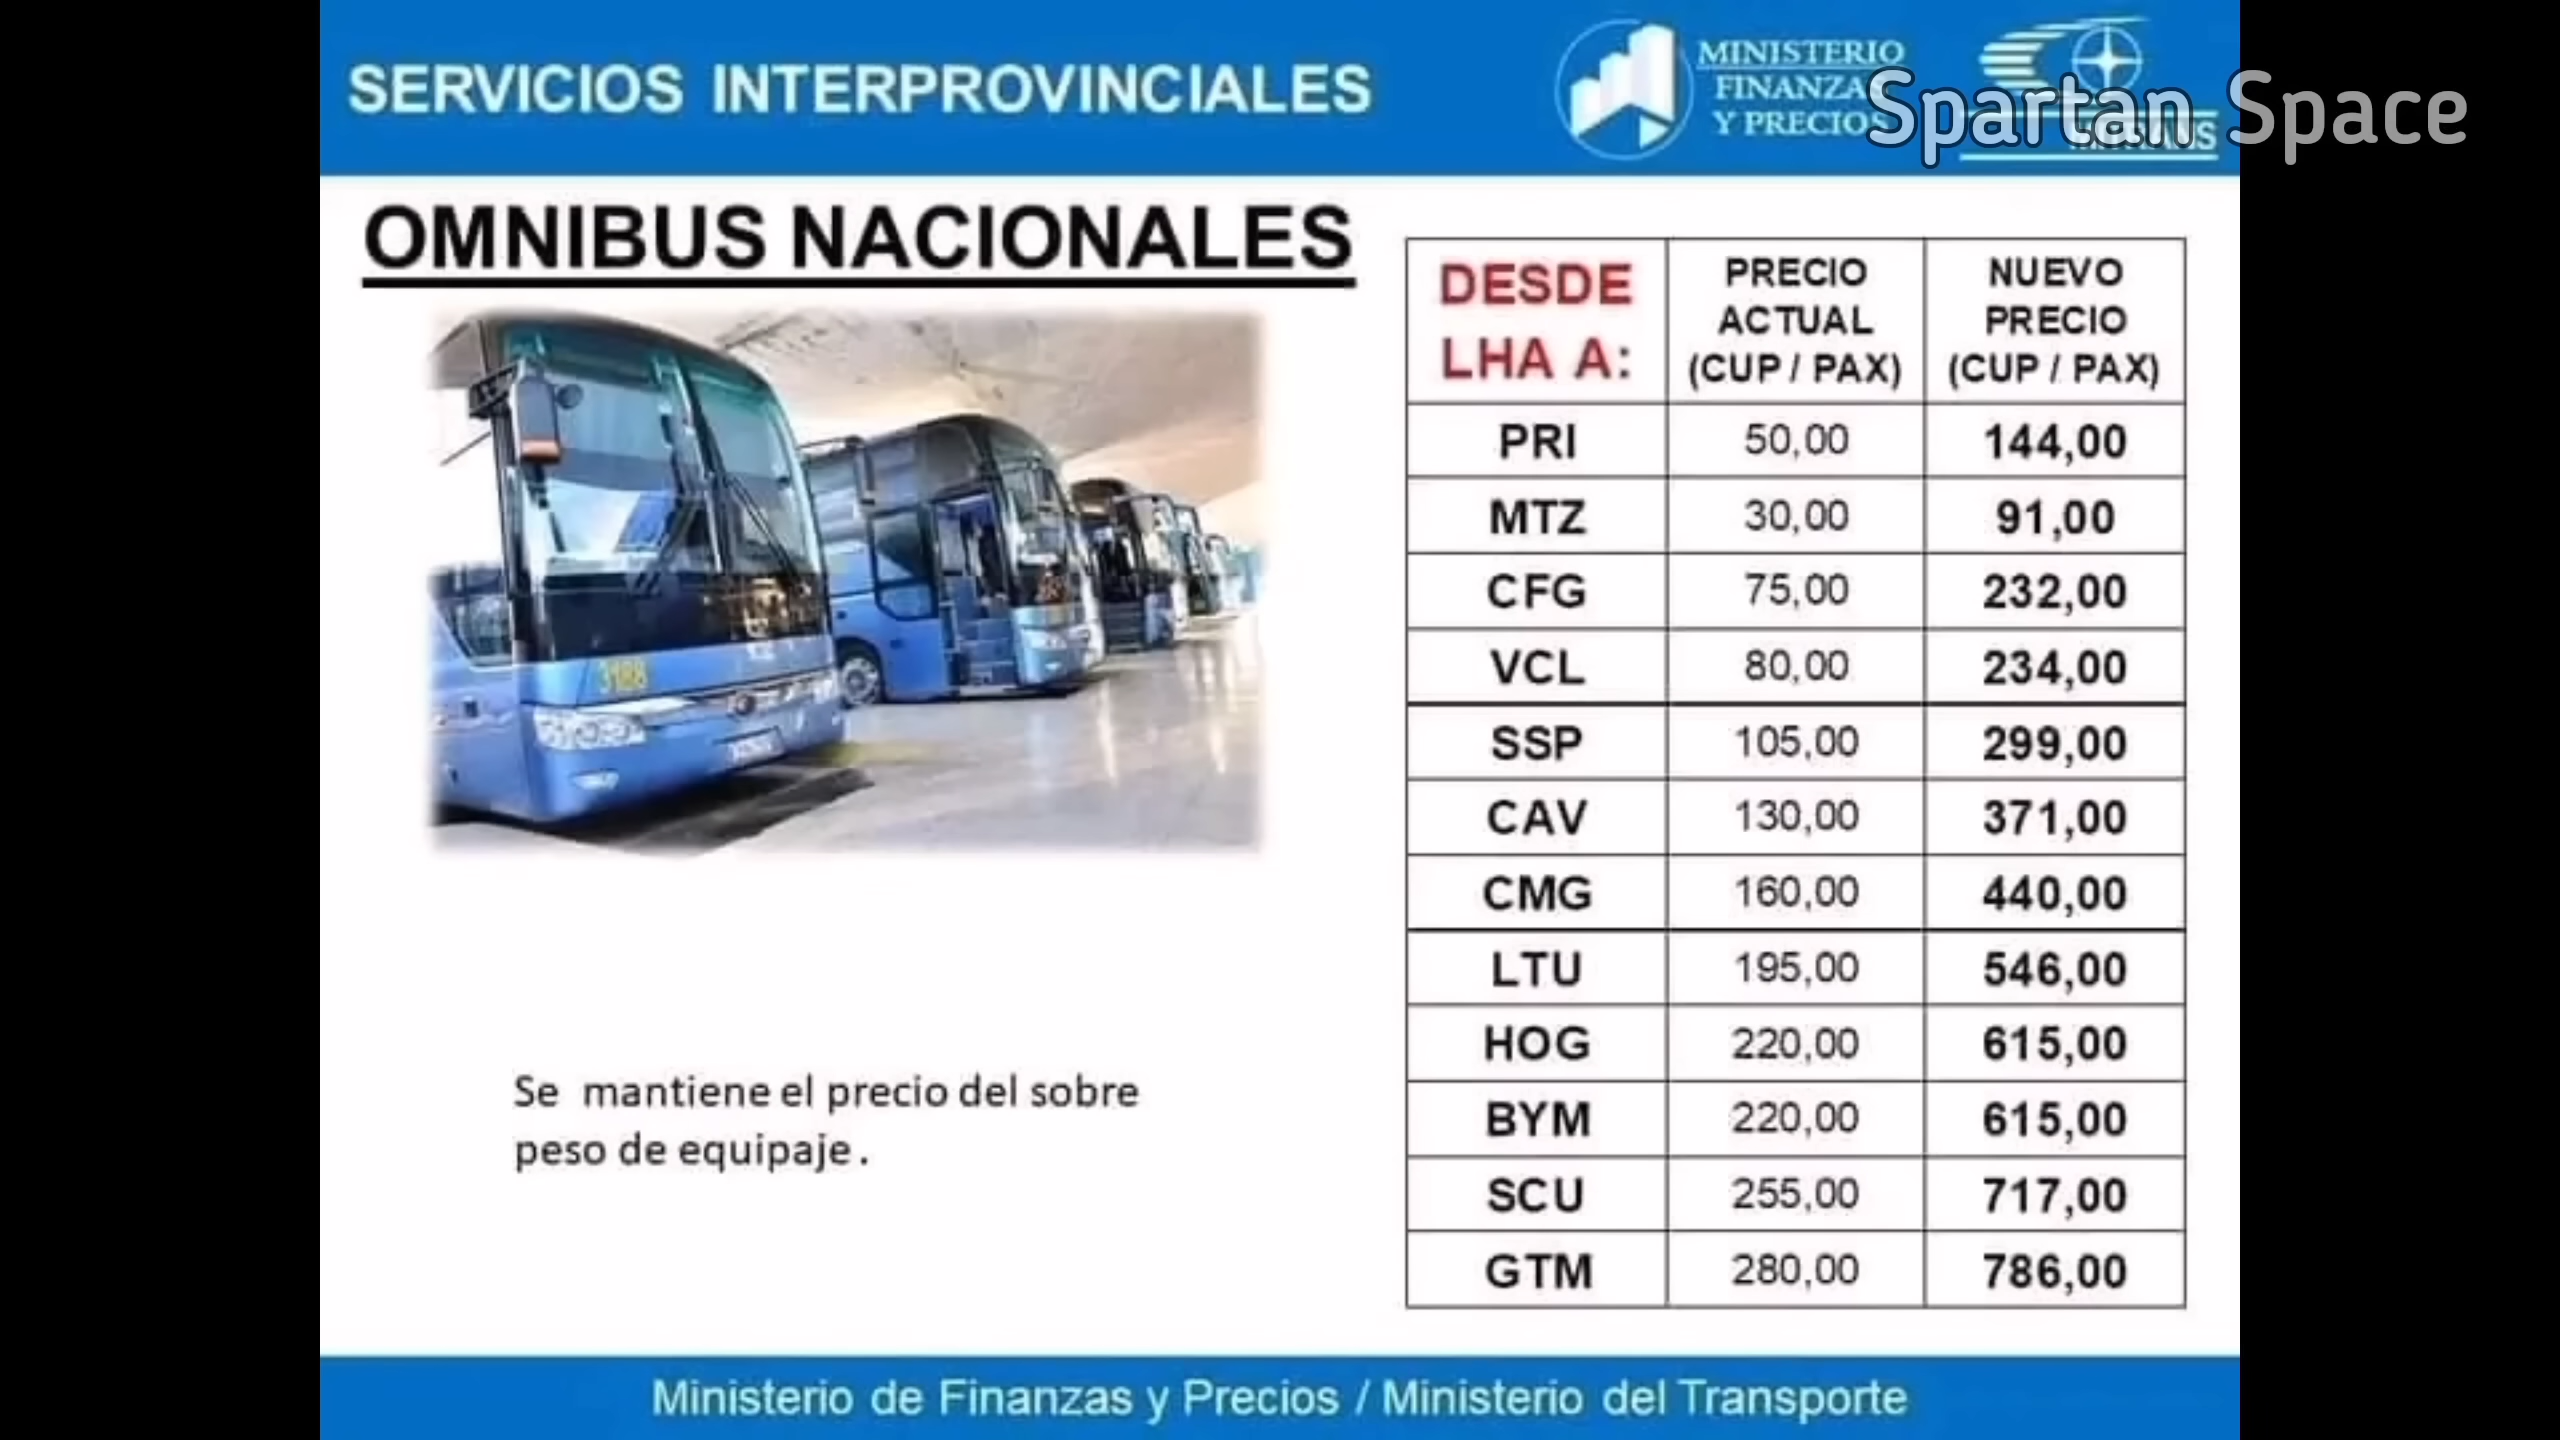 SERVICIOS INTERPROVINCIALES
MINISTERIO
FINANZAS
Y PRECIOS
Spartan Space
OMNIBUS NACIONALES
DESDE LHA A: PRECIO ACTUAL (CUP / PAX) NUEVO PRECIO (CUP / PAX)
PRI 50,00 144,00
MTZ 30,00 91,00
CFG 75,00 232,00
VCL 80,00 234,00
SSP 105,00 299,00
CAV 130,00 371,00
CMG 160,00 440,00
LTU 195,00 546,00
HOG 220,00 615,00
BYM 220,00 615,00
SCU 255,00 717,00
GTM 280,00 786,00
3188
Se mantiene el precio del sobre
peso de equipaje.
Ministerio de Finanzas y Precios / Ministerio del Transporte